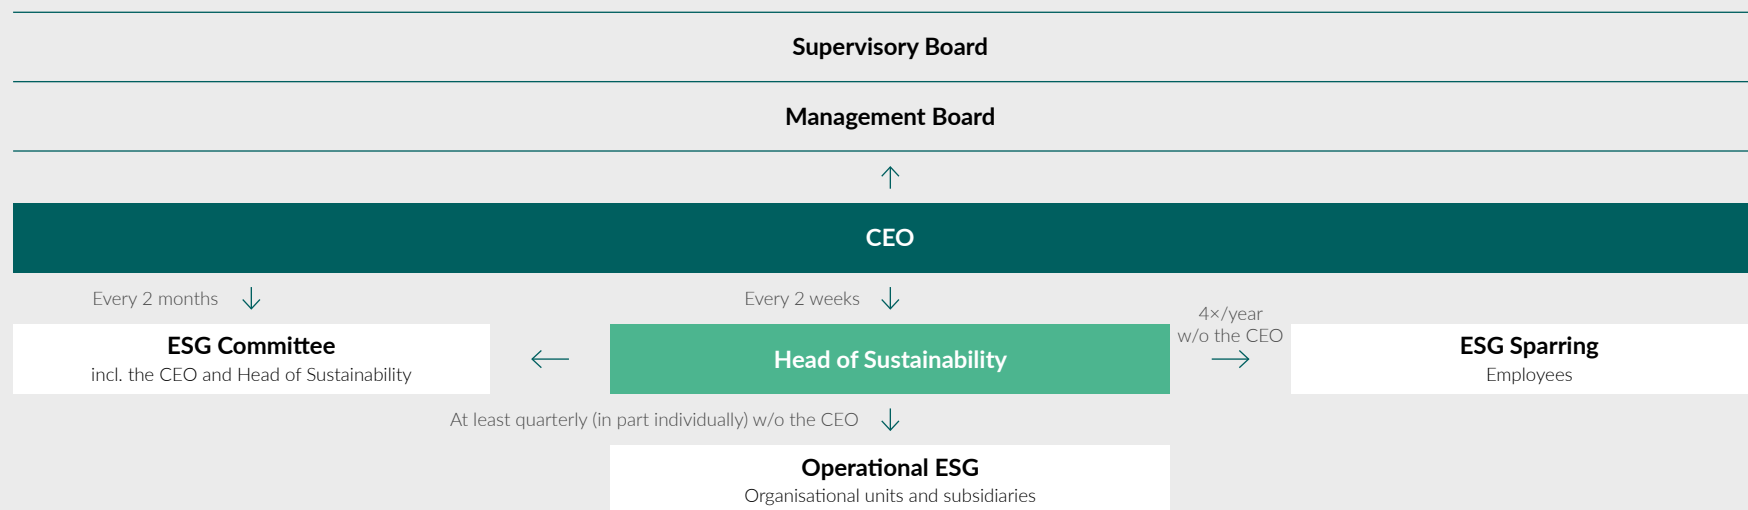 Supervisory Board
Management Board
CEO
Every 2 months
Every 2 weeks
4×/year
w/o the CEO
ESG Committee
incl. the CEO and Head of Sustainability
Head of Sustainability
ESG Sparring
Employees
At least quarterly (in part individually) w/o the CEO
Operational ESG
Organisational units and subsidiaries